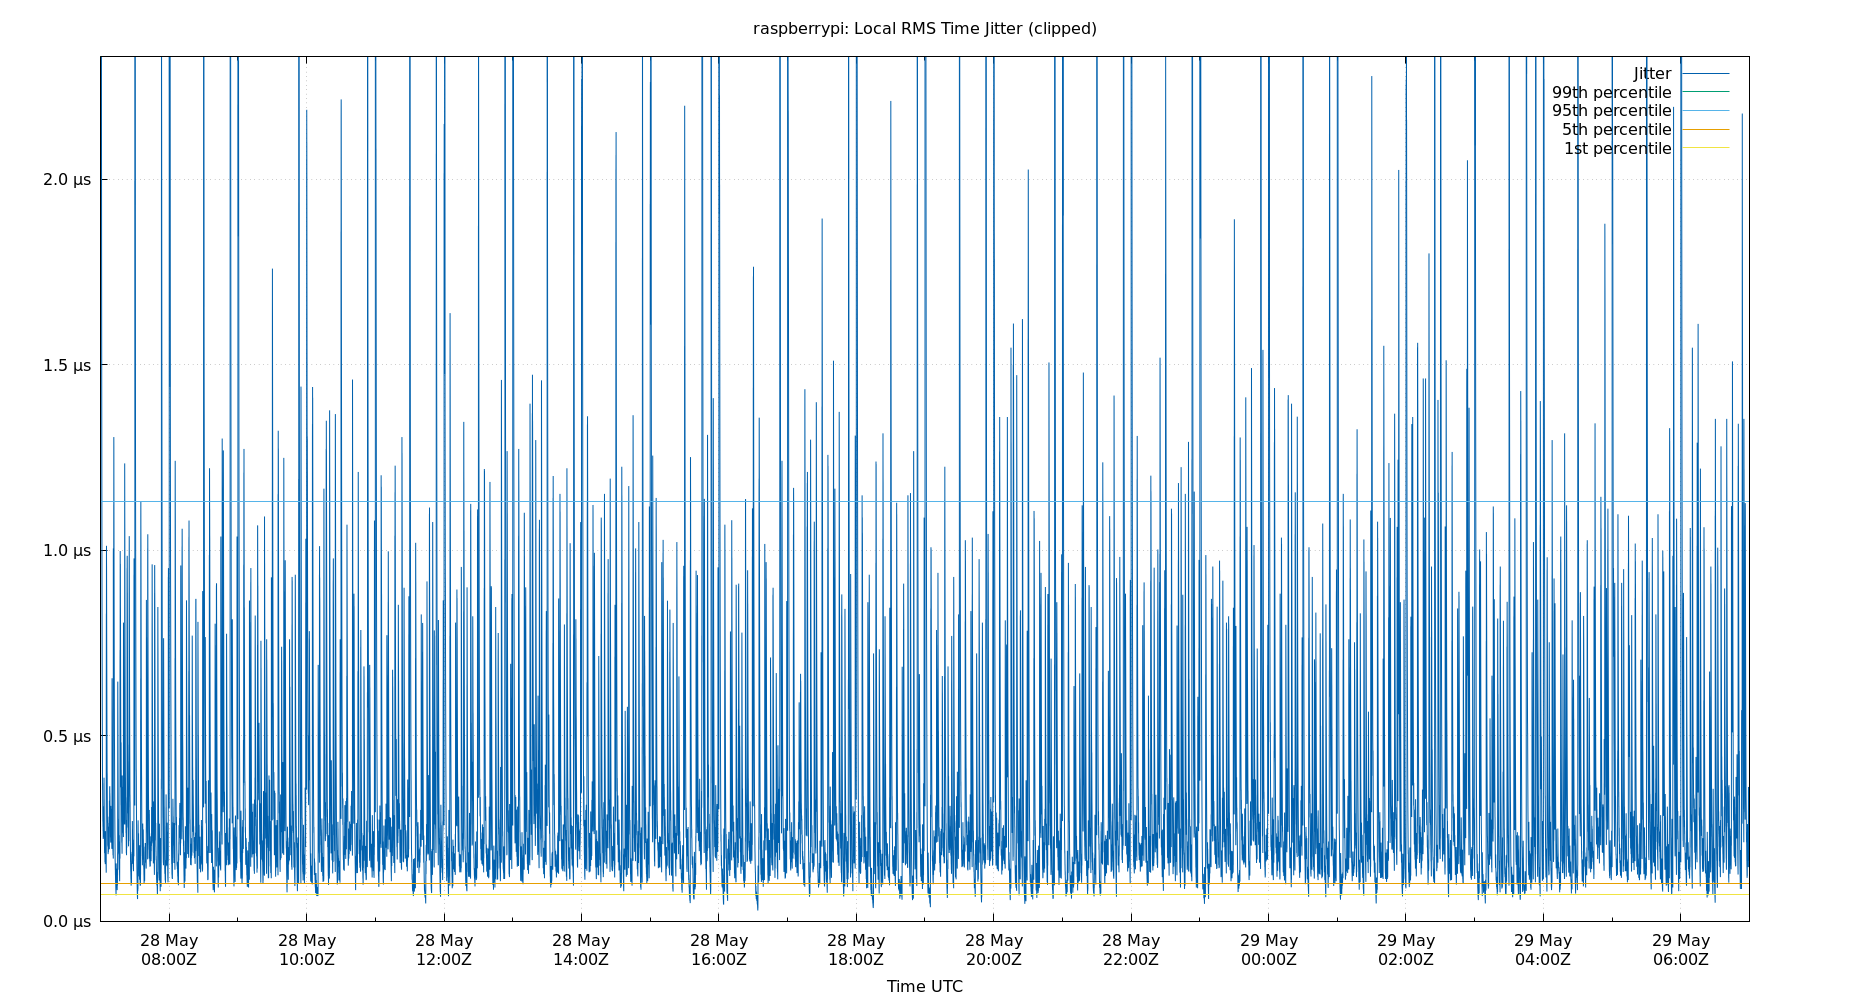 raspberrypi: Local RMS Time Jitter (clipped)
Jitter
99th percentile
95th percentile
5th percentile
1st percentile
2.0 µs
1.5 µs
1.0 µs
0.5 µs
0.0 µs
28 May 28 May 28 May 28 May 28 May 28 May 28 May 28 May 29 May 29 May 29 May 29 May
08:00Z 10:00Z 12:00Z 14:00Z 16:00Z 18:00Z 20:00Z 22:00Z 00:00Z 02:00Z 04:00Z 06:00Z
Time UTC